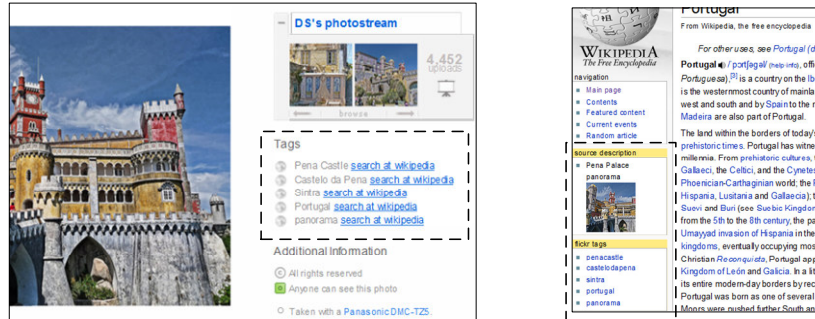 DS's photostream
4,452
uploads
browse
Tags
Pena Castle search at wikipedia
Castelo da Pena search at wikipedia
Sintra search at wikipedia
Portugal search at wikipedia
panorama search at wikipedia
Additional Information
All rights reserved
Anyone can see this photo
Taken with a Panasonic DMC-TZ5.
WIKIPEDIA
The Free Encyclopedia
navigation
Main page
Contents
Featured content
Current events
Random article
source description
Pena Palace
panorama
flickr tags
penacastle
castelodapena
sintra
portugal
panorama
Portugal
From Wikipedia, the free encyclopedia
For other uses, see Portugal (d
Portugal (help·info), offi
Portuguesa),[3] is a country on the Ib
is the westernmost country of mainla
west and south and by Spain to the n
Madeira are also part of Portugal.
The land within the borders of today's
prehistoric times. Portugal has witne
millennia. From prehistoric cultures,
Gallaeci, the Celtici, and the Cynetes
Phoenician-Carthaginian world; the
Hispania, Lusitania and Gallaecia); t
Suevi and Buri (see Suebic Kingdom
from the 5th to the 8th century, the pa
Umayyad invasion of Hispania in the
kingdoms, eventually occupying mos
Christian Reconquista, Portugal app
Kingdom of León and Galicia. In a lit
its entire modern-day borders by rec
Portugal was born as one of several
Moors were pushed further South an